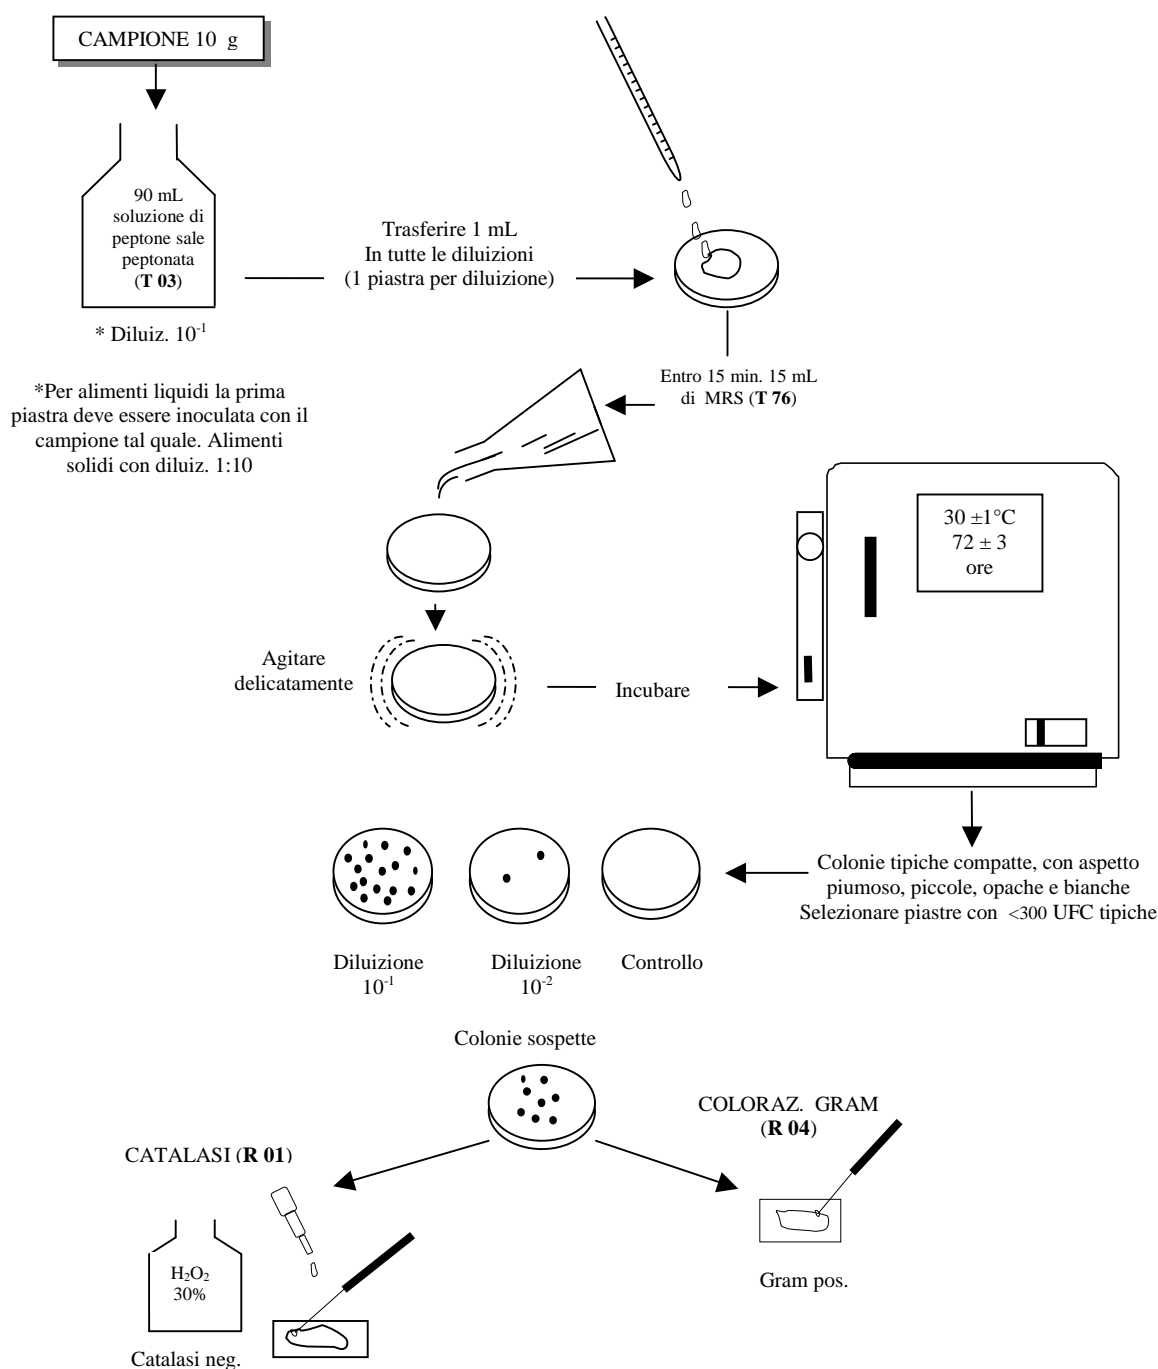 CAMPIONE 10 g
90 mL
soluzione di
peptone sale
peptonata
(T 03)
* Diluiz. 10⁻¹
*Per alimenti liquidi la prima
piastra deve essere inoculata con il
campione tal quale. Alimenti
solidi con diluiz. 1:10
Trasferire 1 mL
In tutte le diluizioni
(1 piastra per diluizione)
Entro 15 min. 15 mL
di MRS (T 76)
Agitare
delicatamente
Incubare
30 ±1°C
72 ± 3
ore
Colonie tipiche compatte, con aspetto
piumoso, piccole, opache e bianche
Selezionare piastre con <300 UFC tipiche
Diluizione
10⁻¹
Diluizione
10⁻²
Controllo
Colonie sospette
CATALASI (R 01)
H₂O₂
30%
Catalasi neg.
COLORAZ. GRAM
(R 04)
Gram pos.